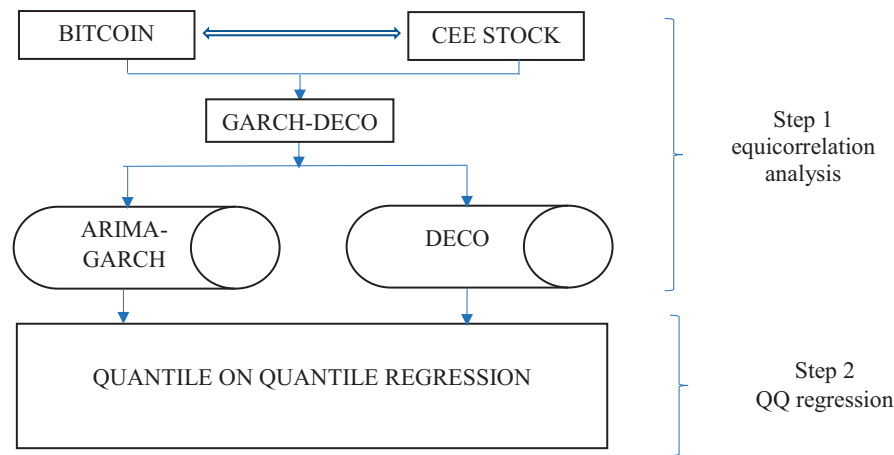 BITCOIN
CEE STOCK
GARCH-DECO
Step 1
equicorrelation
analysis
ARIMA-
GARCH
DECO
QUANTILE ON QUANTILE REGRESSION
Step 2
QQ regression